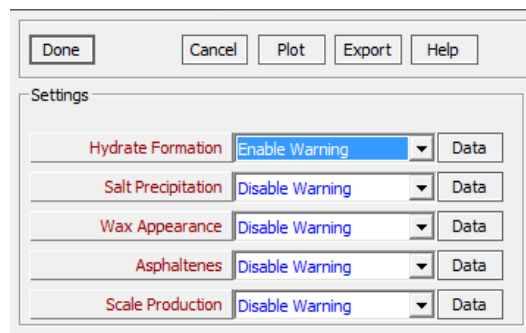 Done Cancel Plot Export Help
Settings
Hydrate Formation Enable Warning Data
Salt Precipitation Disable Warning Data
Wax Appearance Disable Warning Data
Asphaltenes Disable Warning Data
Scale Production Disable Warning Data